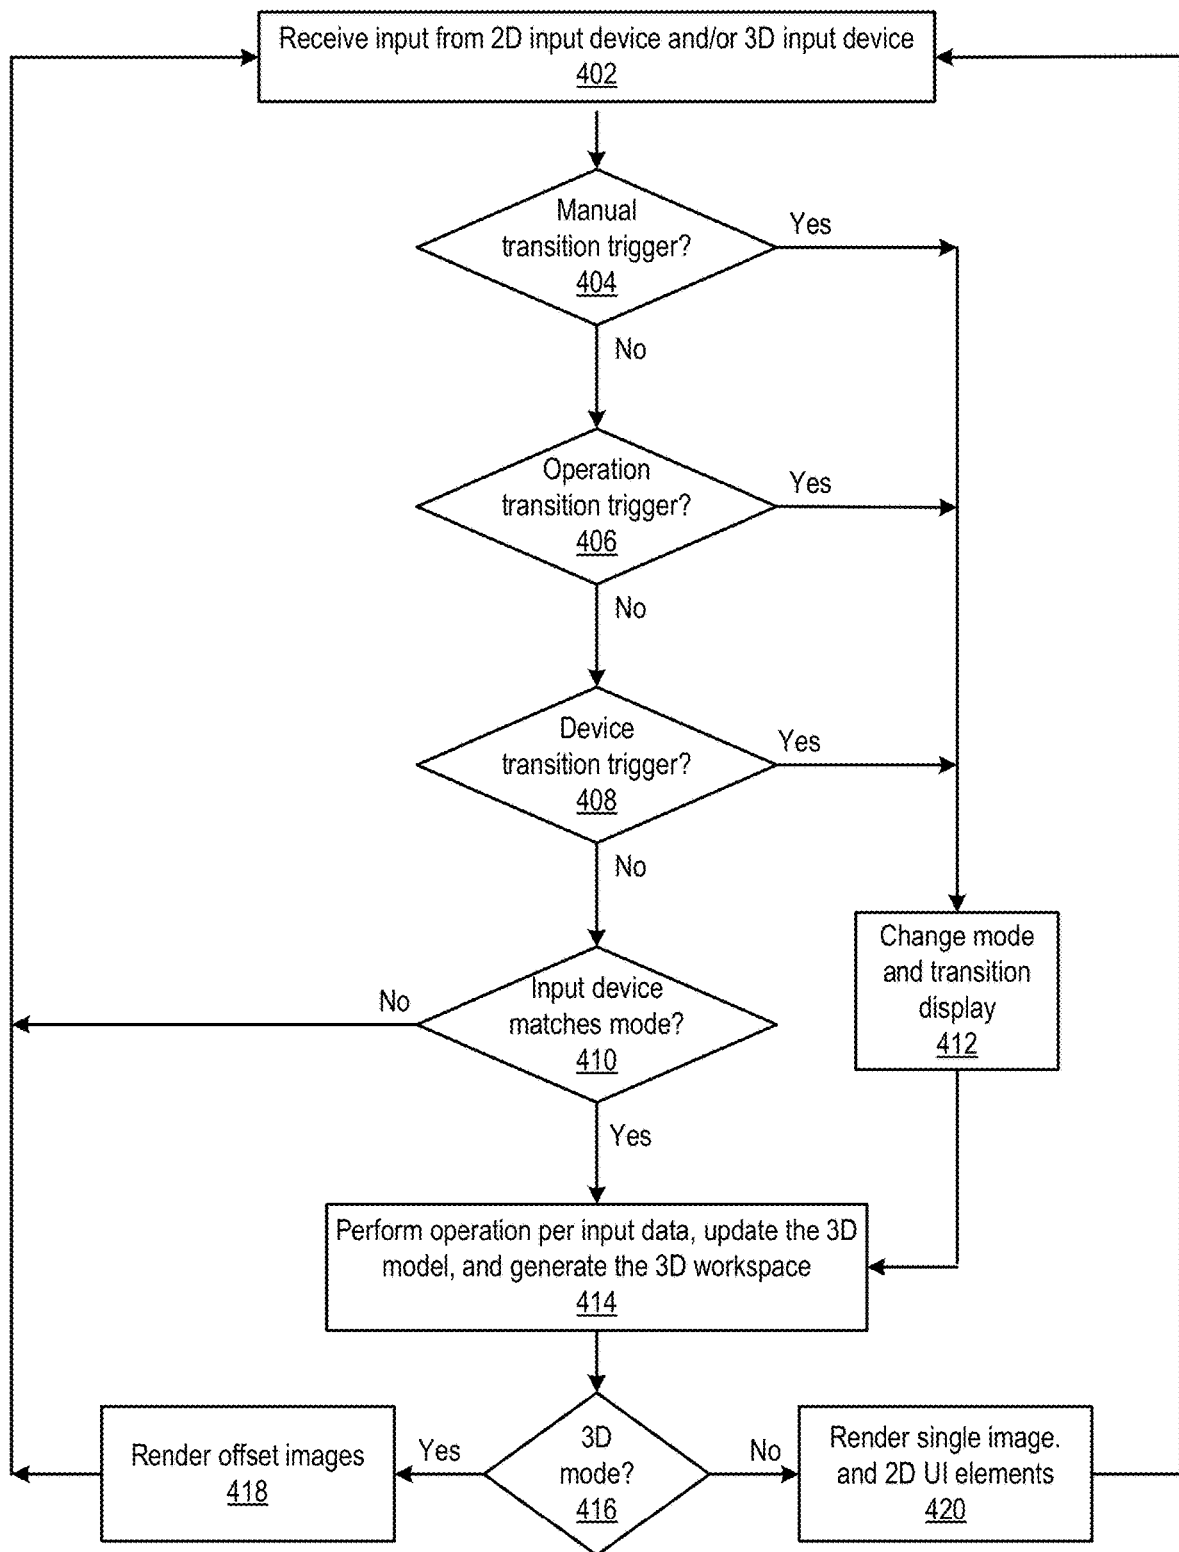 Receive input from 2D input device and/or 3D input device
402
Manual
transition trigger?
404
Yes
No
Operation
transition trigger?
406
Yes
No
Device
transition trigger?
408
Yes
No
Input device
matches mode?
410
No
Yes
Change mode
and transition
display
412
Perform operation per input data, update the 3D
model, and generate the 3D workspace
414
3D
mode?
416
Yes
No
Render offset images
418
Render single image.
and 2D UI elements
420